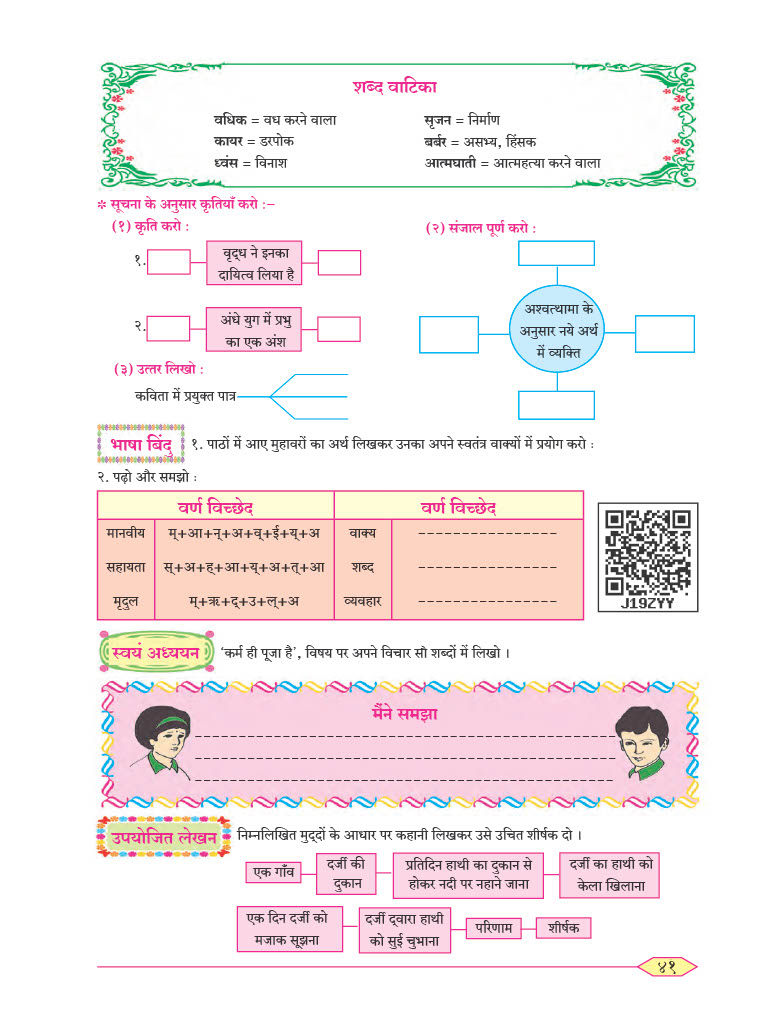 शब्द वाटिका
वधिक = वध करने वाला
सृजन = निर्माण
कायर = डरपोक
बर्बर = असभ्य, हिंसक
ध्वंस = विनाश
आत्मघाती = आत्महत्या करने वाला
* सूचना के अनुसार कृतियाँ करो :-
(१) कृति करो :
(२) संजाल पूर्ण करो :
१.
वृद्ध ने इनका
दायित्व लिया है
२.
अंधे युग में प्रभु
का एक अंश
अश्वत्थामा के
अनुसार नये अर्थ
में व्यक्ति
(३) उत्तर लिखो :
कविता में प्रयुक्त पात्र
भाषा बिंदु
१. पाठों में आए मुहावरों का अर्थ लिखकर उनका अपने स्वतंत्र वाक्यों में प्रयोग करो :
२. पढ़ो और समझो :
वर्ण विच्छेद
वर्ण विच्छेद
मानवीय म्+आ+न्+अ+व्+ई+य्+अ वाक्य ----------------
सहायता स्+अ+ह्+आ+य्+अ+त्+आ शब्द ----------------
मृदुल म्+ऋ+द्+उ+ल्+अ व्यवहार ----------------
J19ZYY
स्वयं अध्ययन
‘कर्म ही पूजा है’, विषय पर अपने विचार सौ शब्दों में लिखो ।
मैंने समझा
उपयोजित लेखन
निम्नलिखित मुद्दों के आधार पर कहानी लिखकर उसे उचित शीर्षक दो ।
एक गाँव
दर्जी की
दुकान
प्रतिदिन हाथी का दुकान से
होकर नदी पर नहाने जाना
दर्जी का हाथी को
केला खिलाना
एक दिन दर्जी को
मजाक सूझना
दर्जी द्वारा हाथी
को सुई चुभाना
परिणाम
शीर्षक
४१